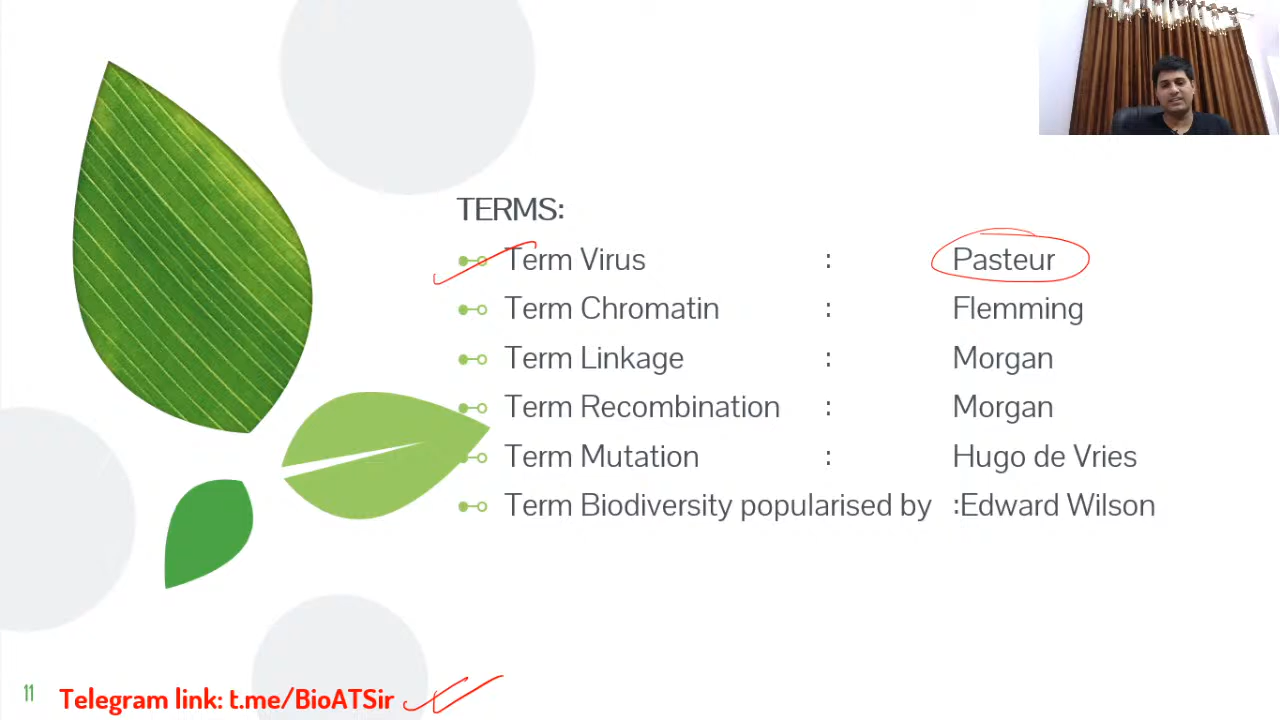 TERMS:
Term Virus : Pasteur
Term Chromatin : Flemming
Term Linkage : Morgan
Term Recombination : Morgan
Term Mutation : Hugo de Vries
Term Biodiversity popularised by :Edward Wilson
11 Telegram link: t.me/BioATSir